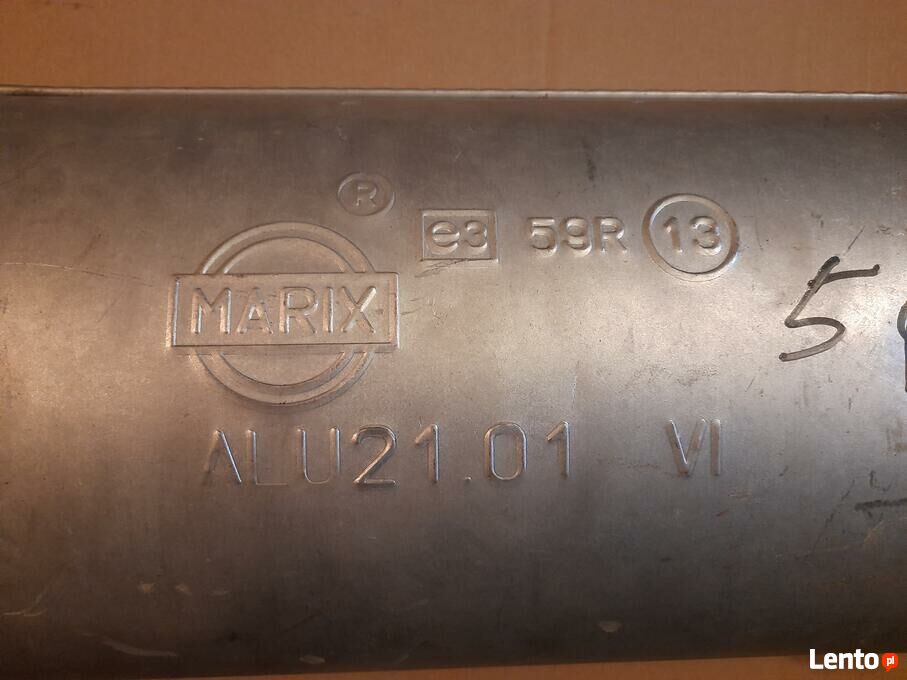 ®
e3 59R 13
MARIX
ALU21.01 VI
5
Lento.pl